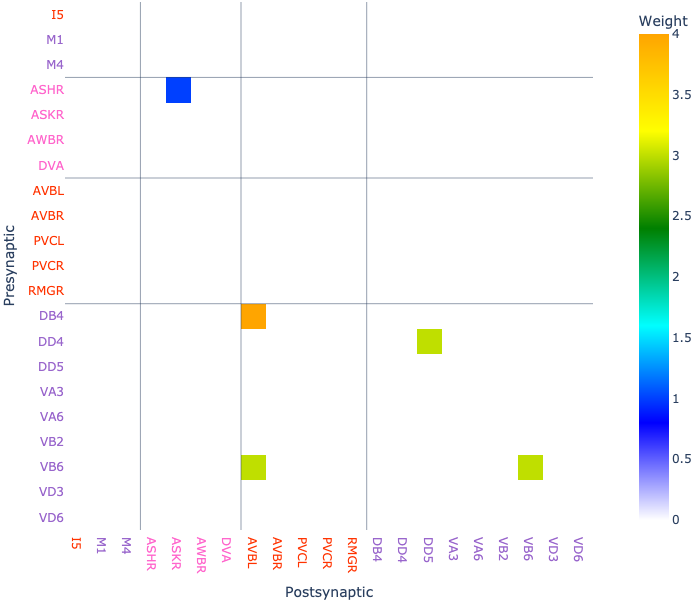 Weight
I5
M1
M4
ASHR
ASKR
AWBR
DVA
AVBL
AVBR
PVCL
PVCR
RMGR
DB4
DD4
DD5
VA3
VA6
VB2
VB6
VD3
VD6
Presynaptic
I5
M1
M4
ASHR
ASKR
AWBR
DVA
AVBL
AVBR
PVCL
PVCR
RMGR
DB4
DD4
DD5
VA3
VA6
VB2
VB6
VD3
VD6
Postsynaptic
4
3.5
3
2.5
2
1.5
1
0.5
0